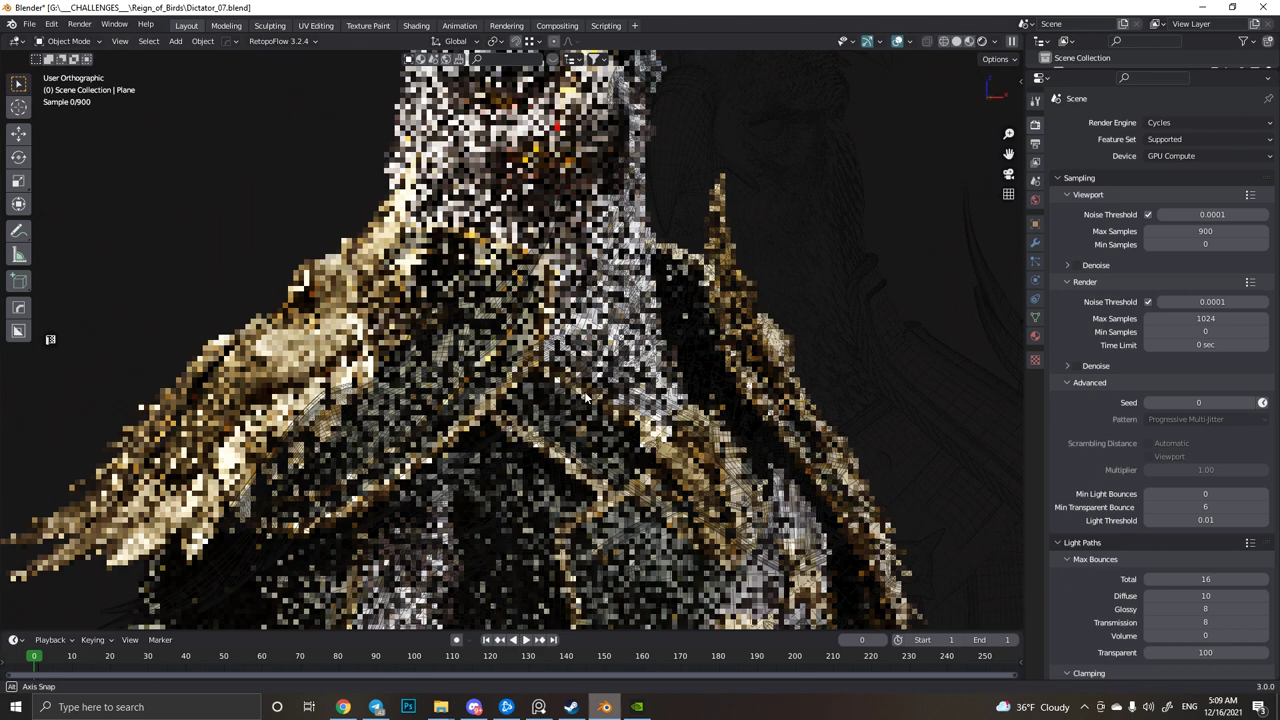 Blender* [G:\___CHALLENGES___\Reign_of_Birds\Dictator_07.blend]
File Edit Render Window Help Layout Modeling Sculpting UV Editing Texture Paint Shading Animation Rendering Compositing Scripting Scene View Layer
Object Mode View Select Add Object RetopoFlow 3.2.4 Global
Options
Scene Collection
User Orthographic
(0) Scene Collection | Plane
Sample 0/900
Scene
Render Engine Cycles
Feature Set Supported
Device GPU Compute
Sampling
Viewport
Noise Threshold 0.0001
Max Samples 900
Min Samples 0
Denoise
Render
Noise Threshold 0.0001
Max Samples 1024
Min Samples 0
Time Limit 0 sec
Denoise
Advanced
Seed 0
Pattern Progressive Multi-Jitter
Scrambling Distance Automatic
Viewport
Multiplier 1.00
Min Light Bounces 0
Min Transparent Bounce 6
Light Threshold 0.01
Light Paths
Max Bounces
Total 16
Diffuse 10
Glossy 8
Transmission 8
Volume 0
Transparent 100
Clamping
Playback Keying View Marker 0 Start 1 End 1
0 10 20 30 40 50 60 70 80 90 100 110 120 130 140 150 160 170 180 190 200 210 220 230 240 250
Alt Axis Snap 3.0.0
Type here to search 36°F Cloudy ENG 5:09 AM
12/16/2021